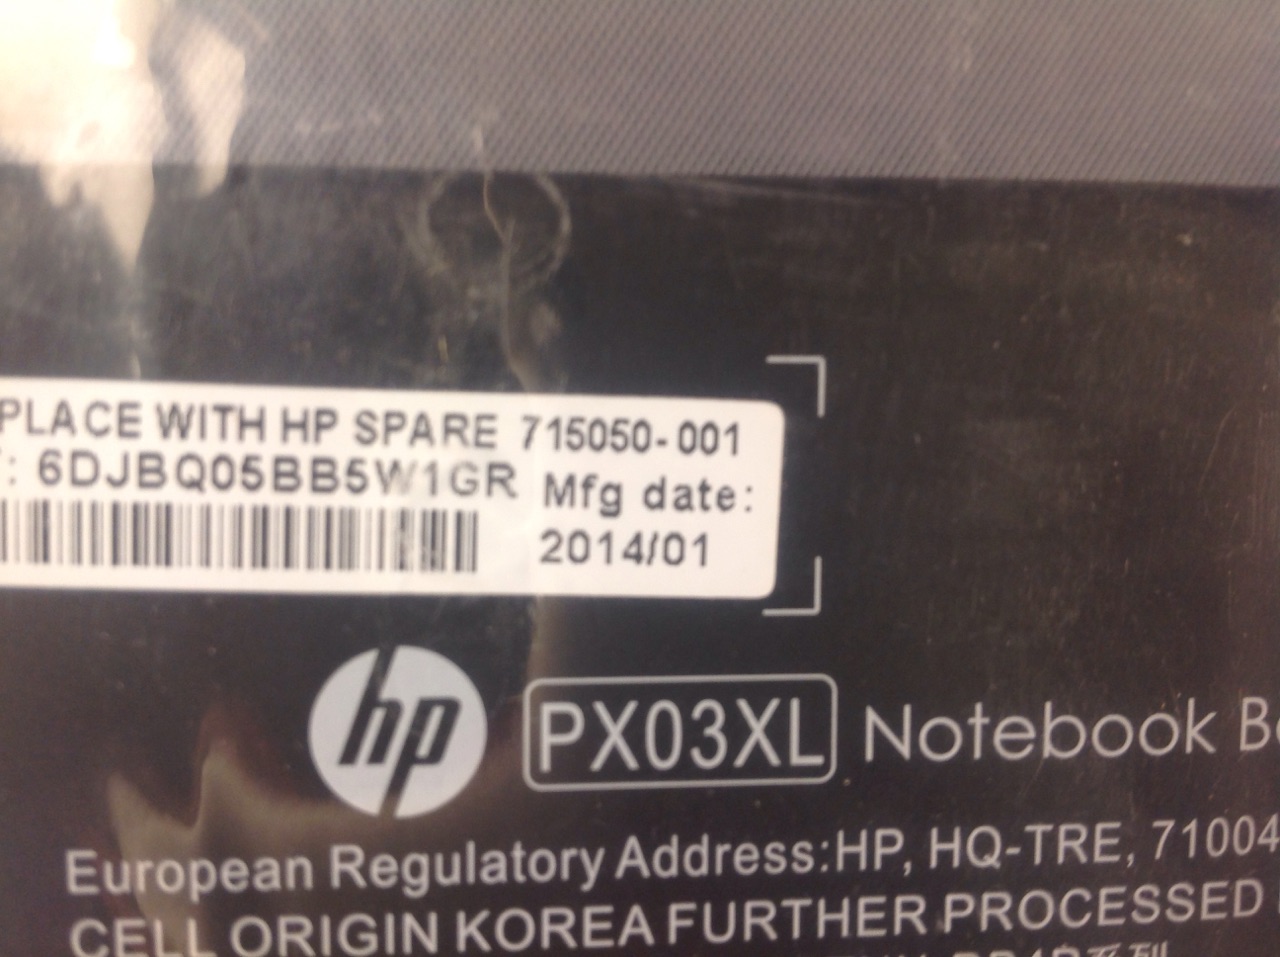 PLACE WITH HP SPARE 715050-001
: 6DJBQ05BB5W1GR Mfg date:
2014/01
hp PX03XL Notebook
European Regulatory Address:HP, HQ-TRE, 71004
CELL ORIGIN KOREA FURTHER PROCESSED